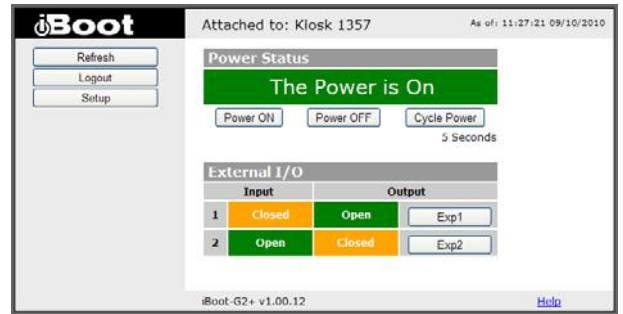 iBoot
Attached to: Kiosk 1357
As of: 11:27:21 09/10/2010
Refresh
Logout
Setup
Power Status
The Power is On
Power ON Power OFF Cycle Power
5 Seconds
External I/O
Input Output
1 Closed Open Exp1
2 Open Closed Exp2
iBoot-G2+ v1.00.12
Help